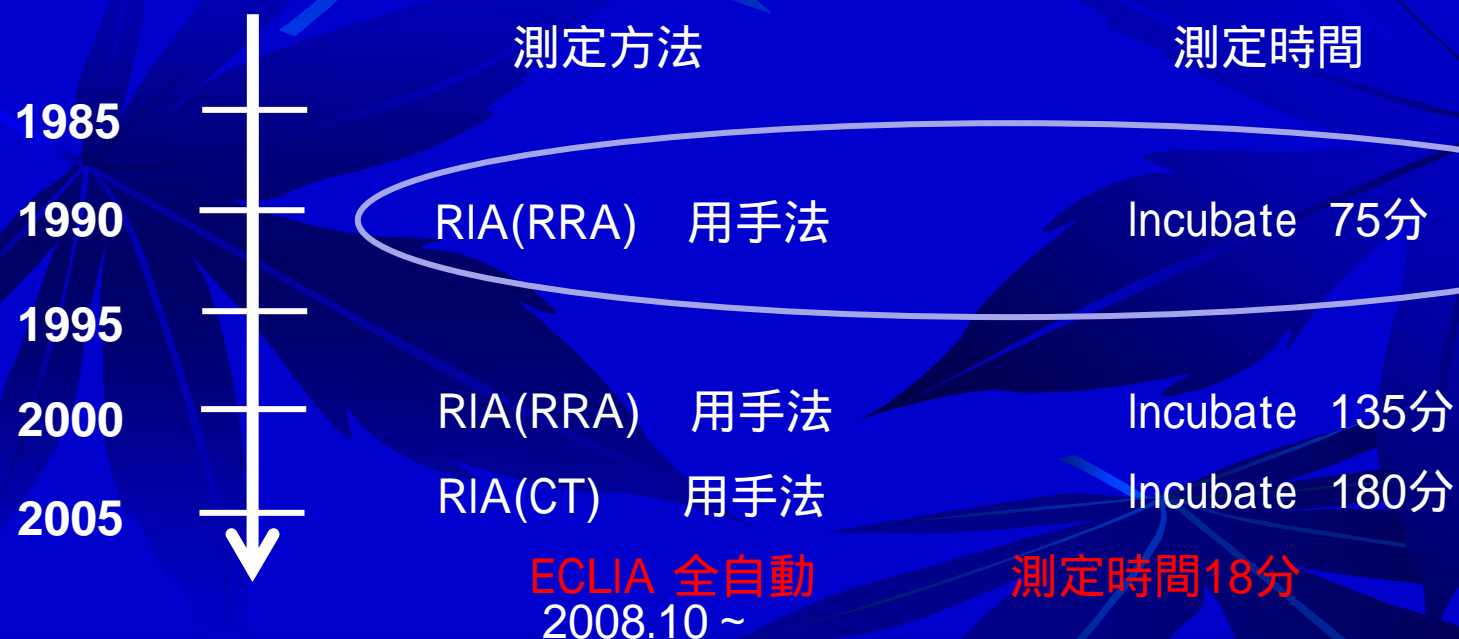 測定方法 測定時間
1985
1990 RIA(RRA) 用手法 Incubate 75分
1995
2000 RIA(RRA) 用手法 Incubate 135分
2005 RIA(CT) 用手法 Incubate 180分
ECLIA 全自動 測定時間18分
2008.10 ~